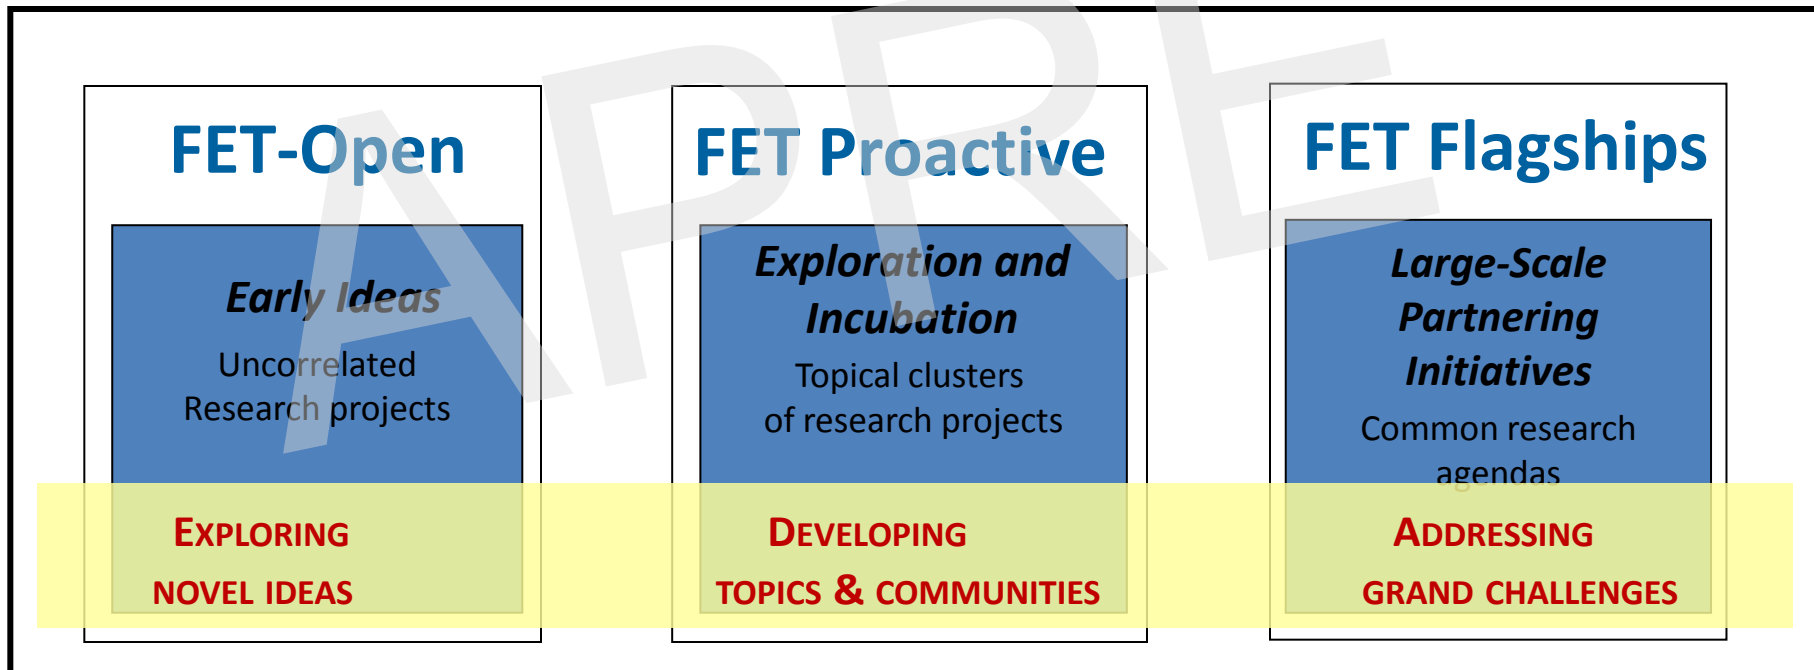 APRE
FET-Open
Early Ideas
Uncorrelated
Research projects
EXPLORING
NOVEL IDEAS
FET Proactive
Exploration and
Incubation
Topical clusters
of research projects
DEVELOPING
TOPICS & COMMUNITIES
FET Flagships
Large-Scale
Partnering
Initiatives
Common research
agendas
ADDRESSING
GRAND CHALLENGES